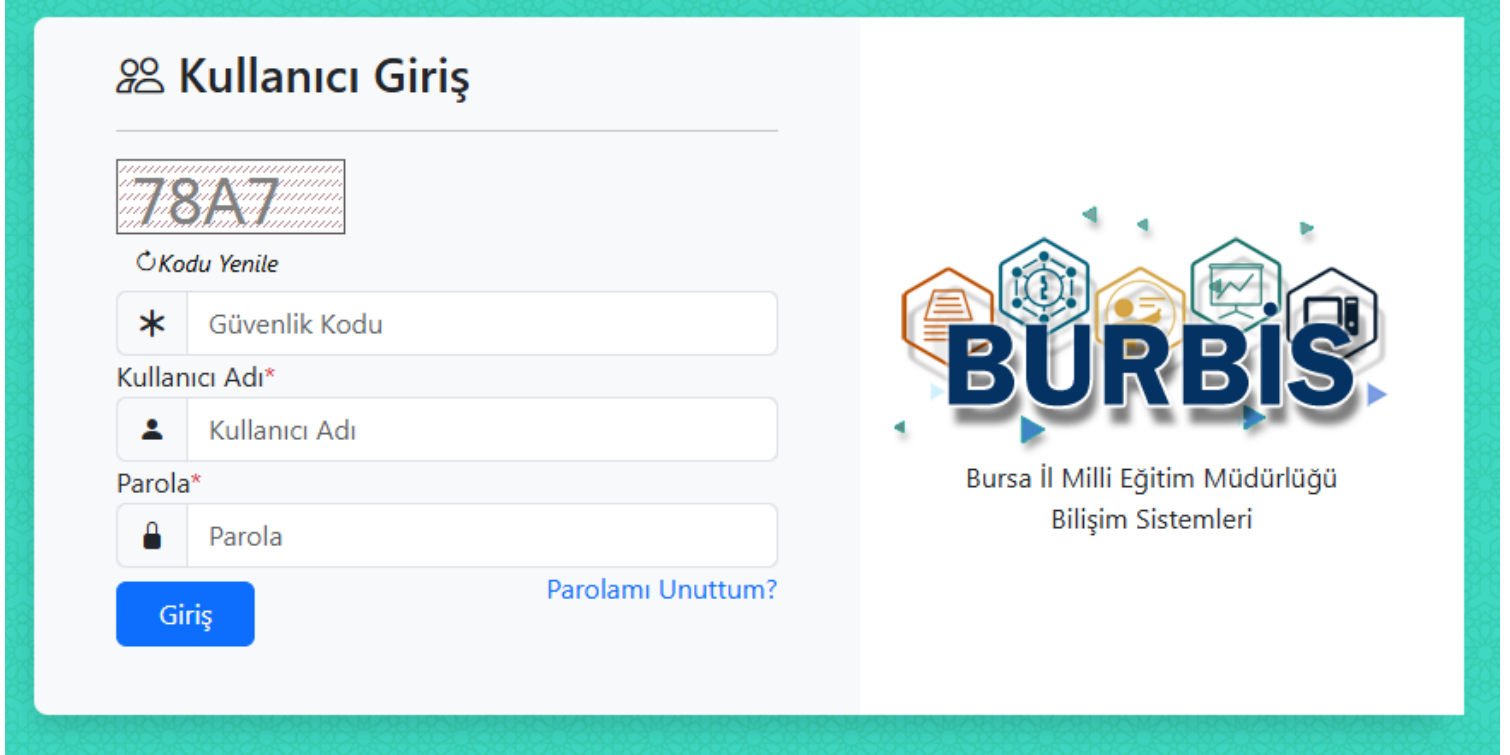 Kullanıcı Giriş
78A7
Kodu Yenile
Güvenlik Kodu
Kullanıcı Adı*
Kullanıcı Adı
Parola*
Parola
Parolamı Unuttum?
Giriş
BURBİS
Bursa İl Milli Eğitim Müdürlüğü
Bilişim Sistemleri